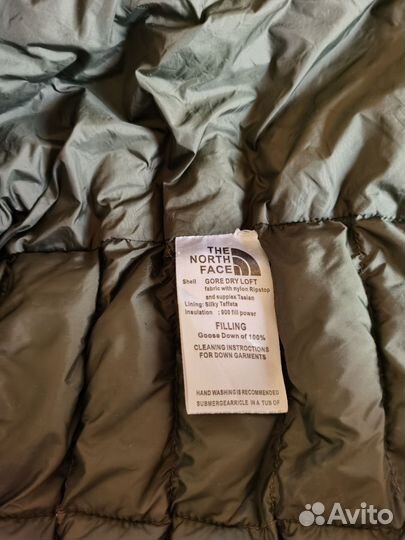 THE
NORTH
FACE
Shell GORE DRY LOFT
fabric with nylon Ripstop
and supplex Taslan
Lining: Silky Taffeta
Insulation : 900 fill power
FILLING
Goose Down of 100%
CLEANING INSTRUCTIONS
FOR DOWN GARMENTS
HAND WASHING IS RECOMMENDED
SUBMERGEARRICLE IN A TUB OF
Avito